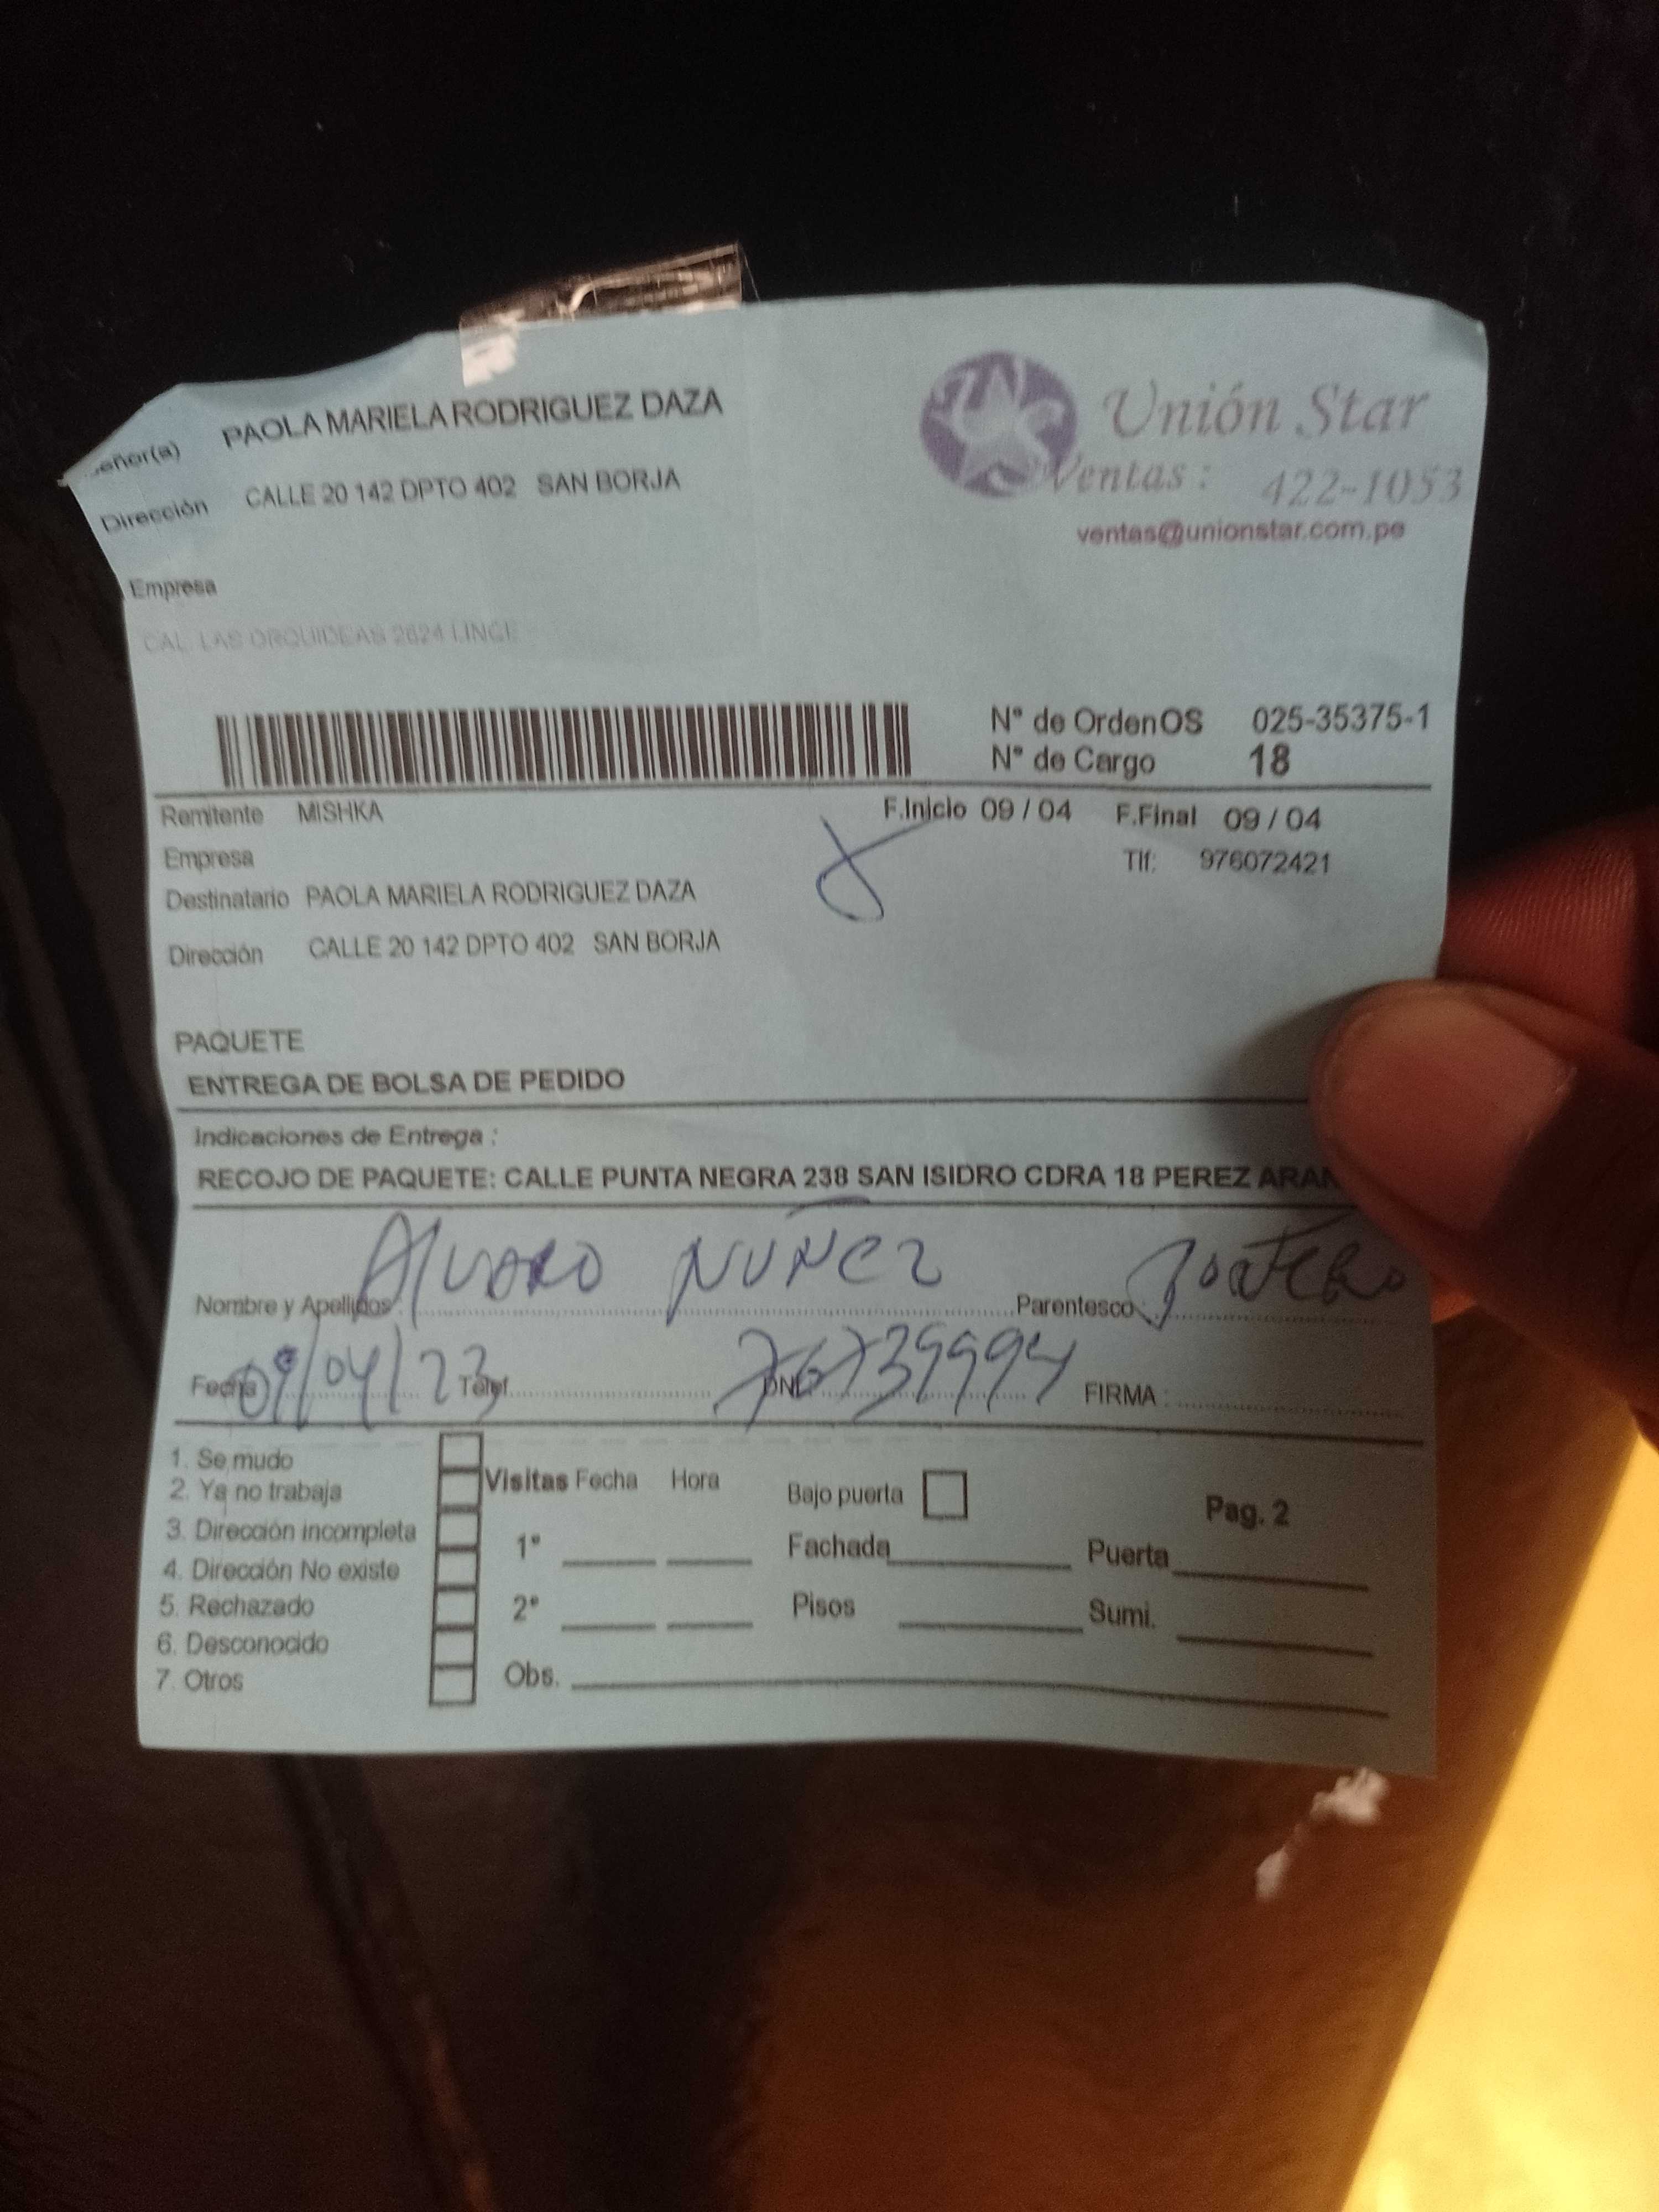 eñor(a) PAOLA MARIELA RODRIGUEZ DAZA
Unión Star
Dirección CALLE 20 142 DPTO 402 SAN BORJA
Ventas: 422-1053
ventas@unionstar.com.pe
Empresa
CAL. LAS ORQUIDEAS 2624 LINCE
N° de OrdenOS 025-35375-1
N° de Cargo 18
Remitente MISHKA F.Inicio 09 / 04 F.Final 09 / 04
Empresa Tlf: 976072421
Destinatario PAOLA MARIELA RODRIGUEZ DAZA
Dirección CALLE 20 142 DPTO 402 SAN BORJA
PAQUETE
ENTREGA DE BOLSA DE PEDIDO
Indicaciones de Entrega :
RECOJO DE PAQUETE: CALLE PUNTA NEGRA 238 SAN ISIDRO CDRA 18 PEREZ ARAN
Nombre y Apellidos: Alvaro NUÑEZ Parentesco: Portero
Fecha 09/04/23 Telef. DNI FIRMA :
1. Se mudo
2. Ya no trabaja
3. Dirección incompleta
4. Dirección No existe
5. Rechazado
6. Desconocido
7. Otros
Visitas Fecha Hora Bajo puerta Pag. 2
1° Fachada Puerta
2° Pisos Sumi.
Obs.